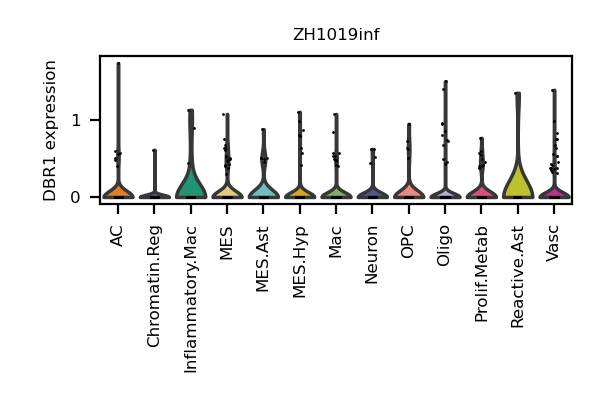 ZH1019inf
DBR1 expression
1
0
AC
Chromatin.Reg
Inflammatory.Mac
MES
MES.Ast
MES.Hyp
Mac
Neuron
OPC
Oligo
Prolif.Metab
Reactive.Ast
Vasc